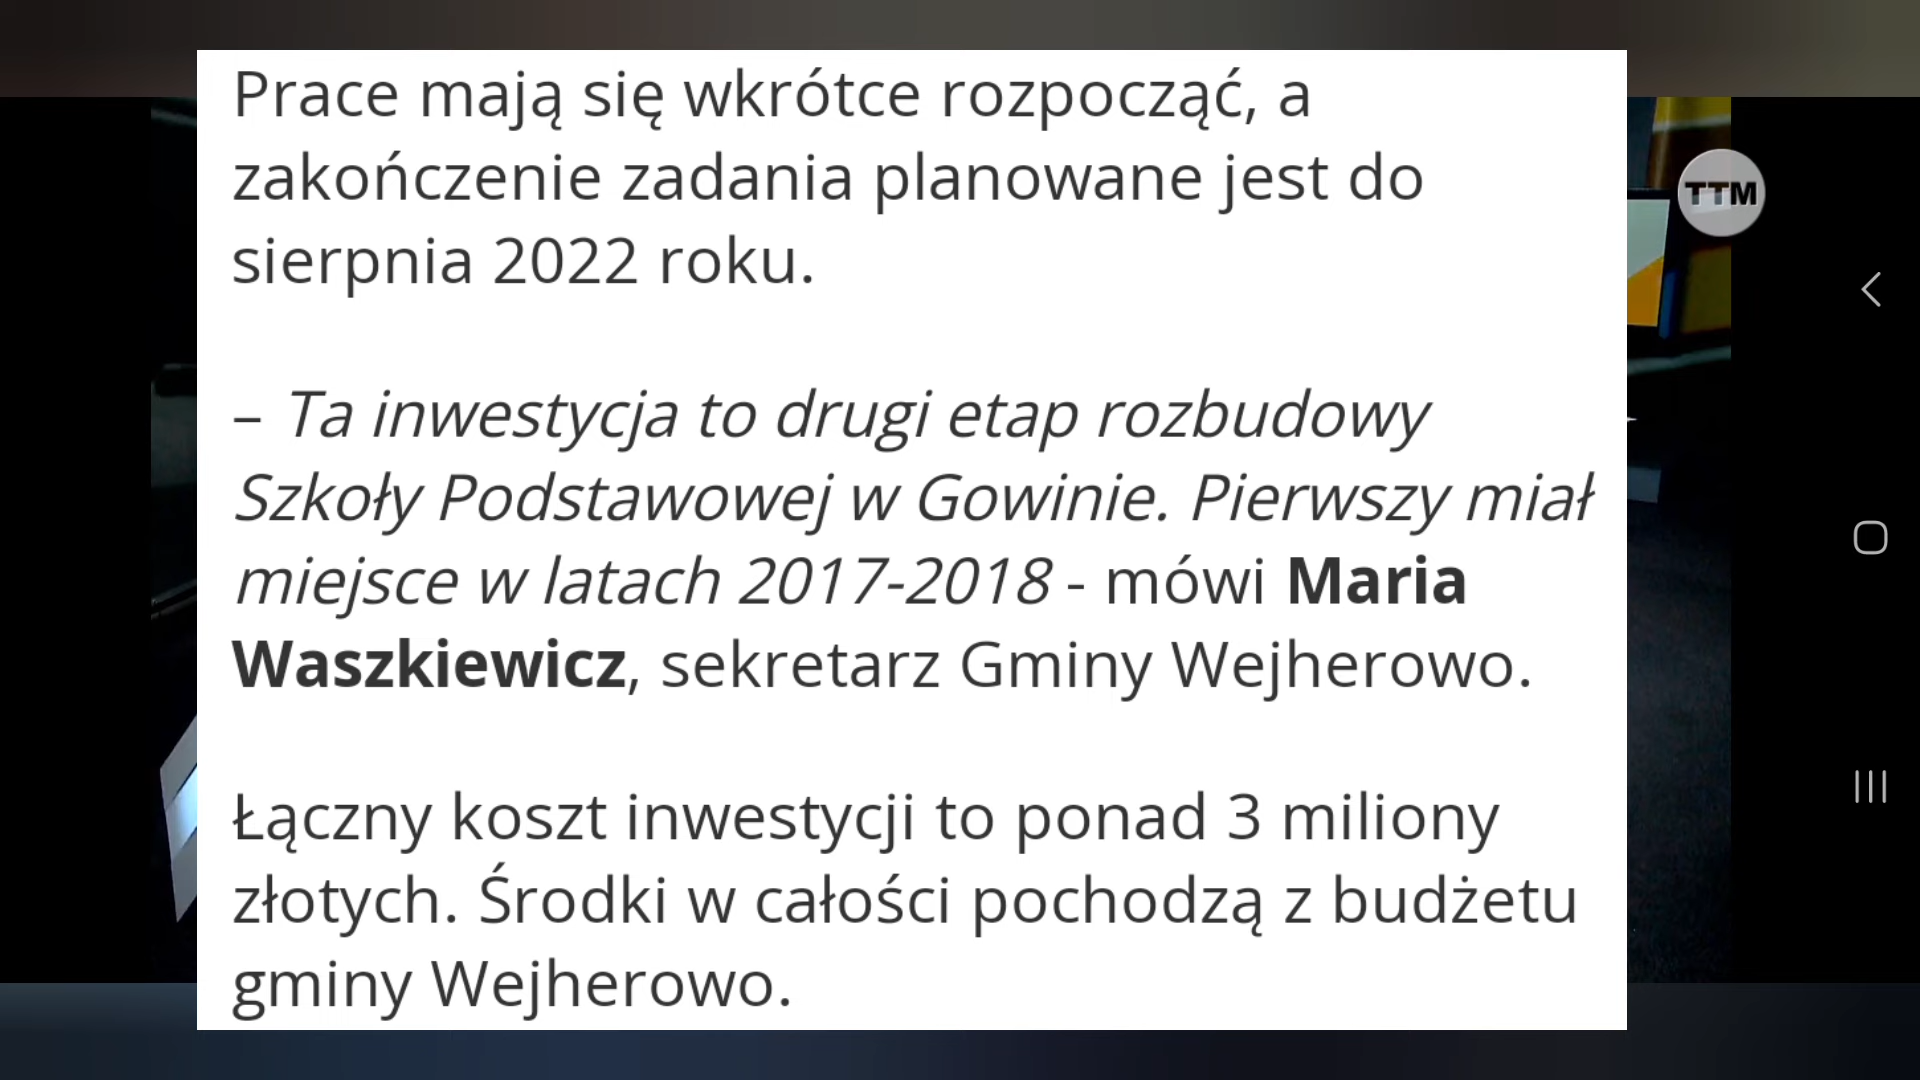 Prace mają się wkrótce rozpocząć, a
zakończenie zadania planowane jest do
sierpnia 2022 roku.
– Ta inwestycja to drugi etap rozbudowy
Szkoły Podstawowej w Gowinie. Pierwszy miał
miejsce w latach 2017-2018 - mówi Maria
Waszkiewicz, sekretarz Gminy Wejherowo.
Łączny koszt inwestycji to ponad 3 miliony
złotych. Środki w całości pochodzą z budżetu
gminy Wejherowo.
TTM